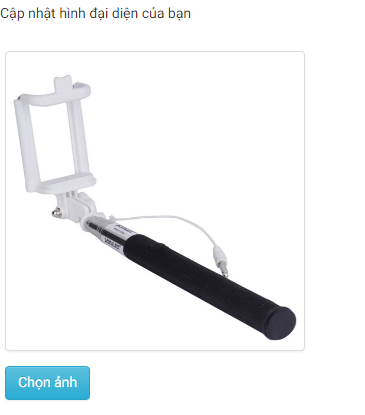 Cập nhật hình đại diện của bạn
Chọn ảnh